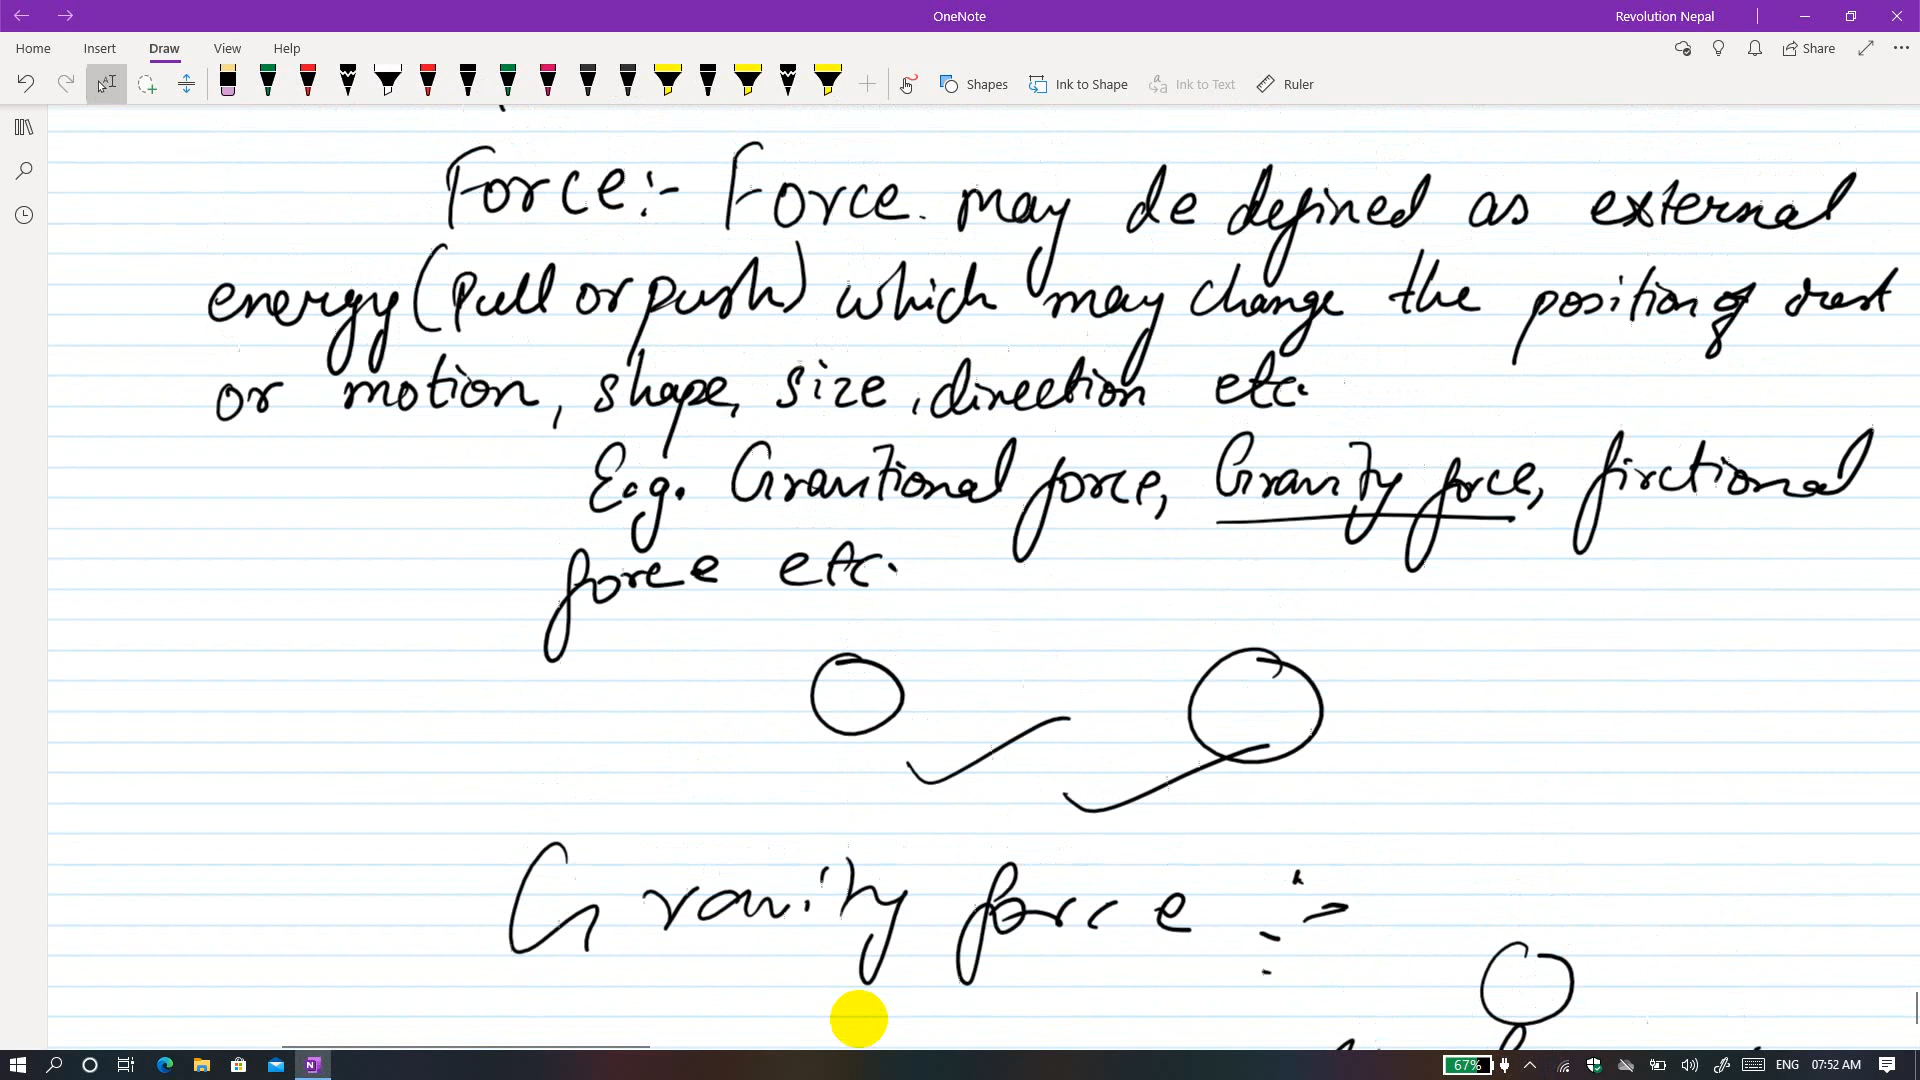 OneNote
Revolution Nepal
Home Insert Draw View Help
Share
Shapes Ink to Shape Ink to Text Ruler
Force:- Force. may be defined as external
energy (Pull or push) which may change the position of rest
or motion, shape, size, direction etc.
E.g. Gravitional force, Gravity force, firctional
force etc.
Gravity force :-
67% ENG 07:52 AM